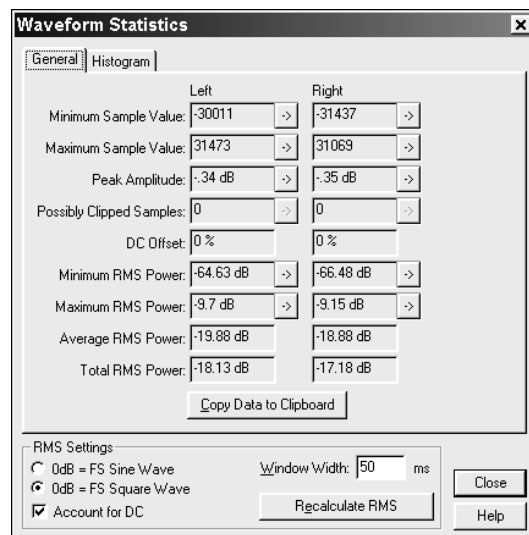 Waveform Statistics
General Histogram
Left Right
Minimum Sample Value: -30011 -> -31437 ->
Maximum Sample Value: 31473 -> 31069 ->
Peak Amplitude: -.34 dB -> -.35 dB ->
Possibly Clipped Samples: 0 -> 0 ->
DC Offset: 0 % 0 %
Minimum RMS Power: -64.63 dB -> -66.48 dB ->
Maximum RMS Power: -9.7 dB -> -9.15 dB ->
Average RMS Power: -19.88 dB -18.88 dB
Total RMS Power: -18.13 dB -17.18 dB
Copy Data to Clipboard
RMS Settings
0dB = FS Sine Wave
0dB = FS Square Wave
Account for DC
Window Width: 50 ms
Recalculate RMS
Close
Help